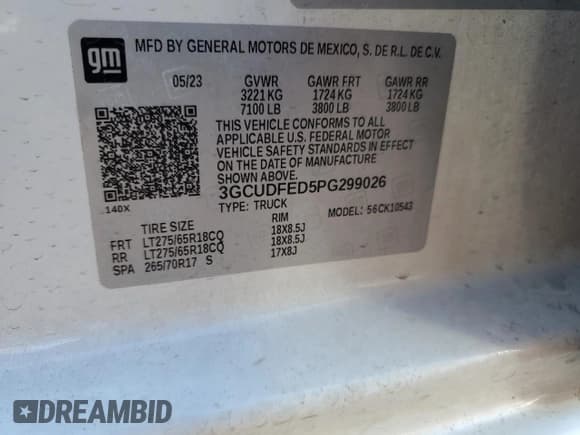 gm
MFD BY GENERAL MOTORS DE MEXICO, S. DE R.L. DE C.V.
05/23 GVWR GAWR FRT GAWR RR
3221 KG 1724 KG 1724 KG
7100 LB 3800 LB 3800 LB
THIS VEHICLE CONFORMS TO ALL
APPLICABLE U.S. FEDERAL MOTOR
VEHICLE SAFETY STANDARDS IN EFFECT
ON THE DATE OF MANUFACTURE
SHOWN ABOVE.
3GCUDFED5PG299026
140X
TYPE: TRUCK MODEL: 56CK10543
TIRE SIZE RIM
FRT LT275/65R18CQ 18X8.5J
RR LT275/65R18CQ 18X8.5J
SPA 265/70R17 S 17X8J
DREAMBID